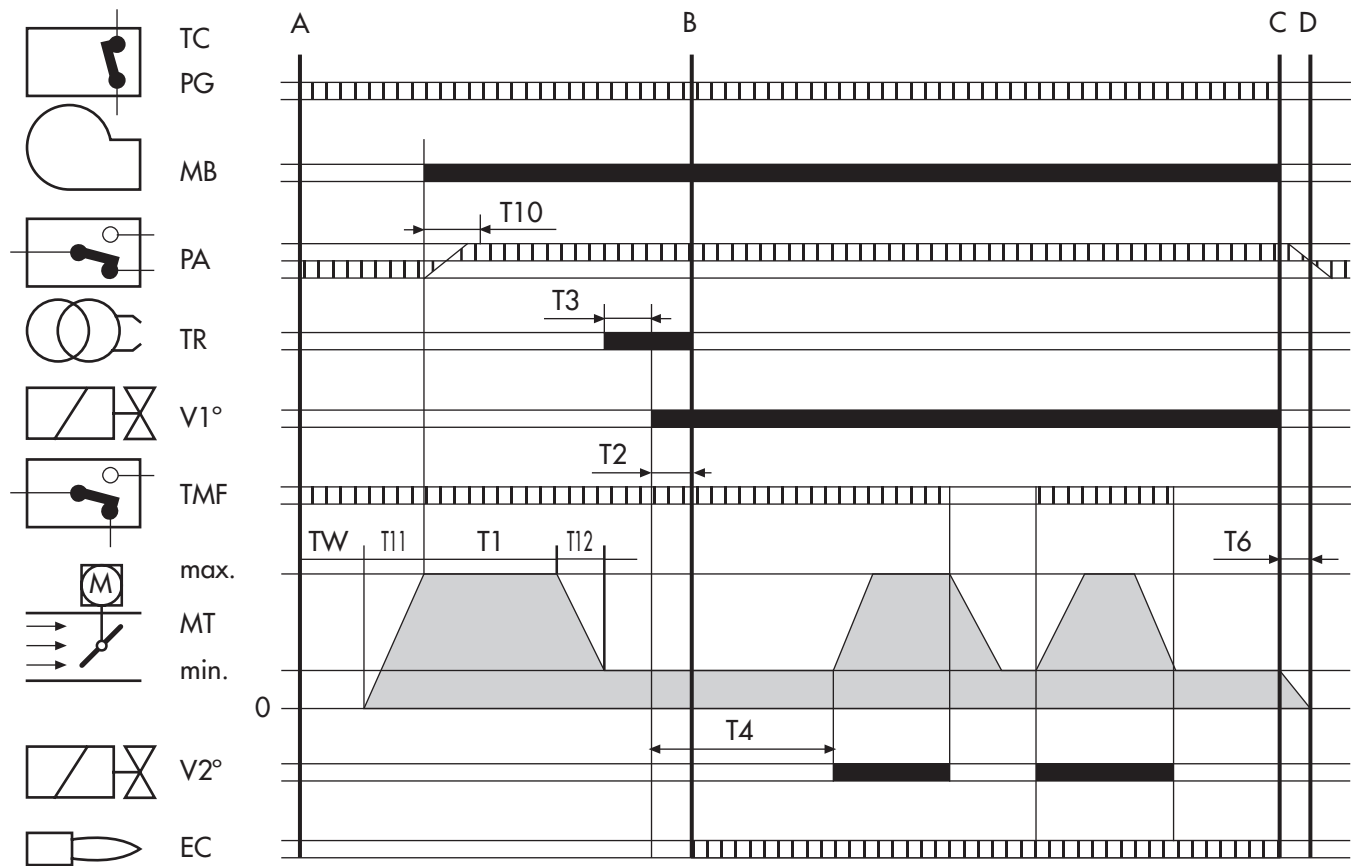 A B C D
TC
PG
MB
T10
PA
T3
TR
V1°
T2
TMF
TW T11 T1 T12 T6
max.
M
MT
min.
0
T4
V2°
EC